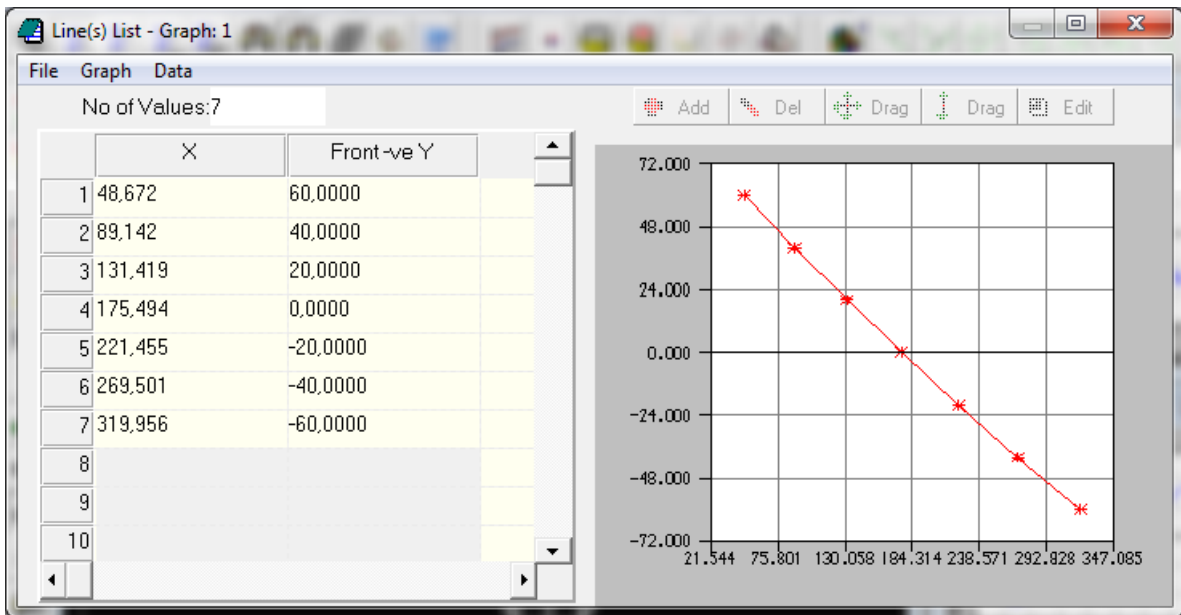 Line(s) List - Graph: 1
File Graph Data
No of Values:7
Add Del Drag Drag Edit
X Front-ve Y
1 48,672 60,0000
2 89,142 40,0000
3 131,419 20,0000
4 175,494 0,0000
5 221,455 -20,0000
6 269,501 -40,0000
7 319,956 -60,0000
8
9
10
72.000
48.000
24.000
0.000
-24.000
-48.000
-72.000
21.544 75.801 130.058 184.314 238.571 292.828 347.085